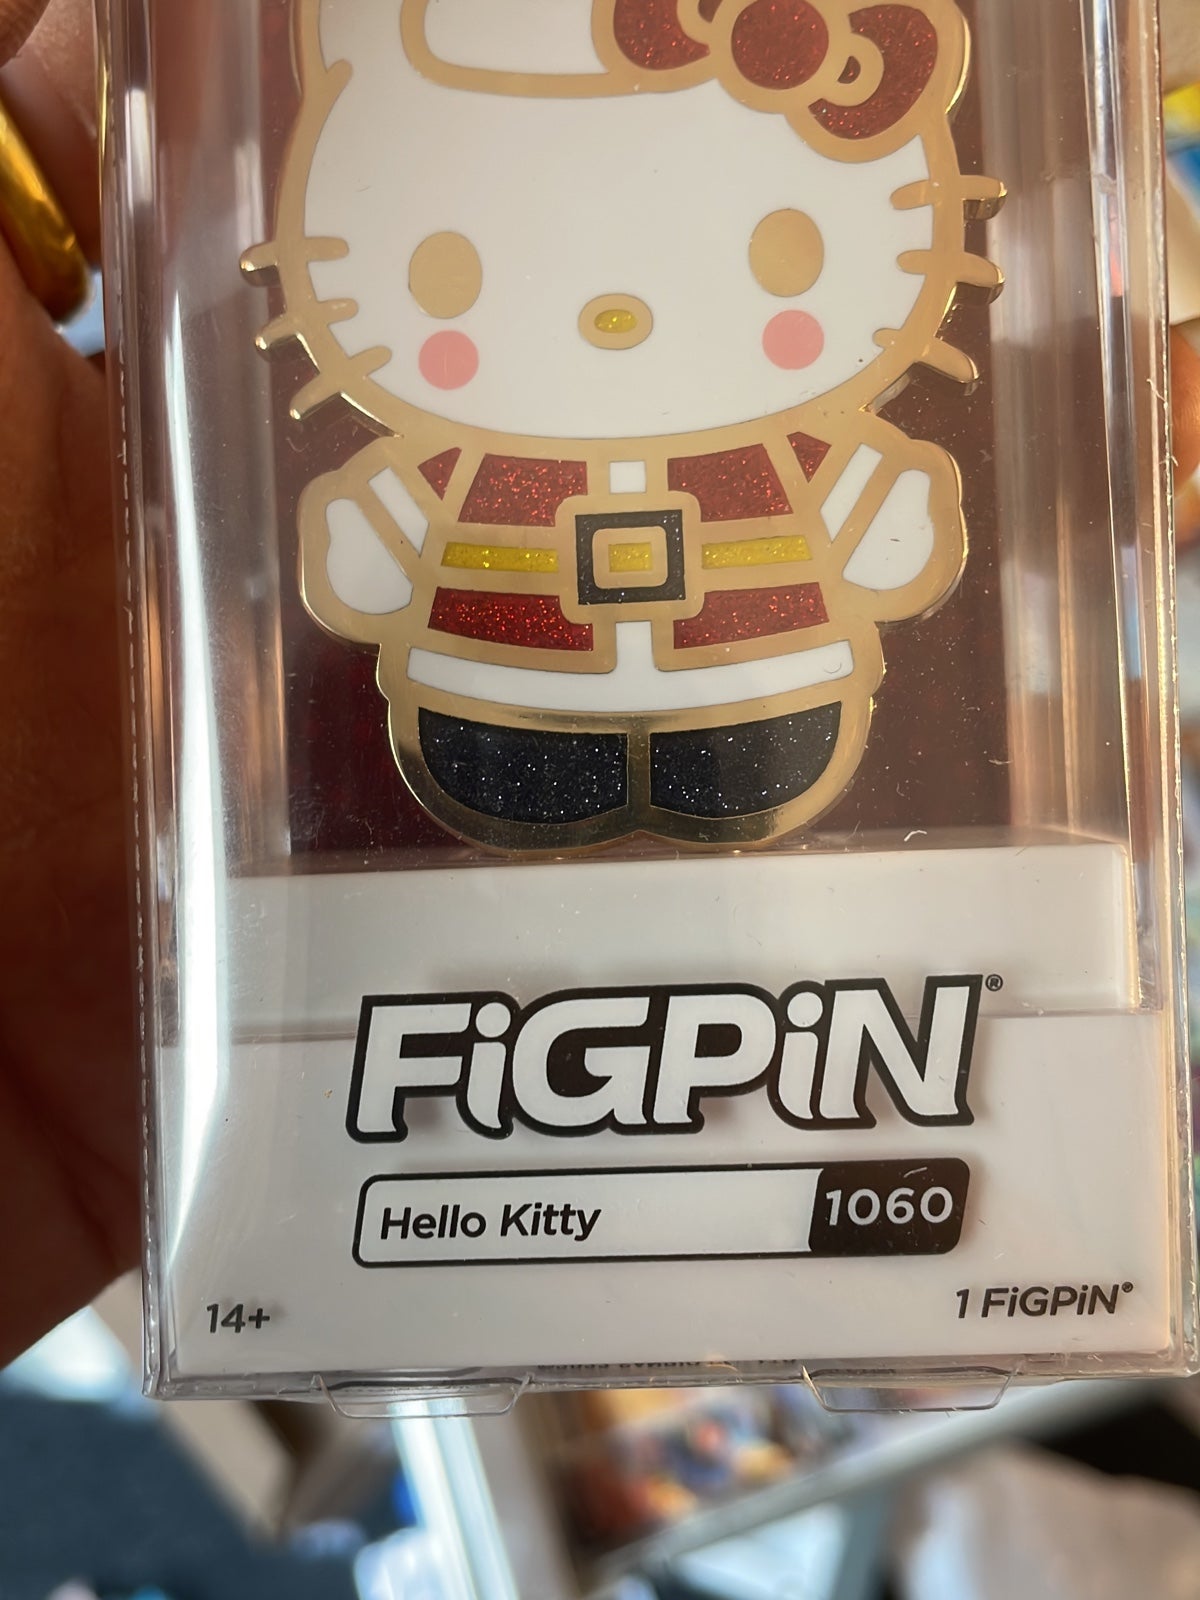 FiGPiN®
Hello Kitty 1060
14+ 1 FiGPiN®